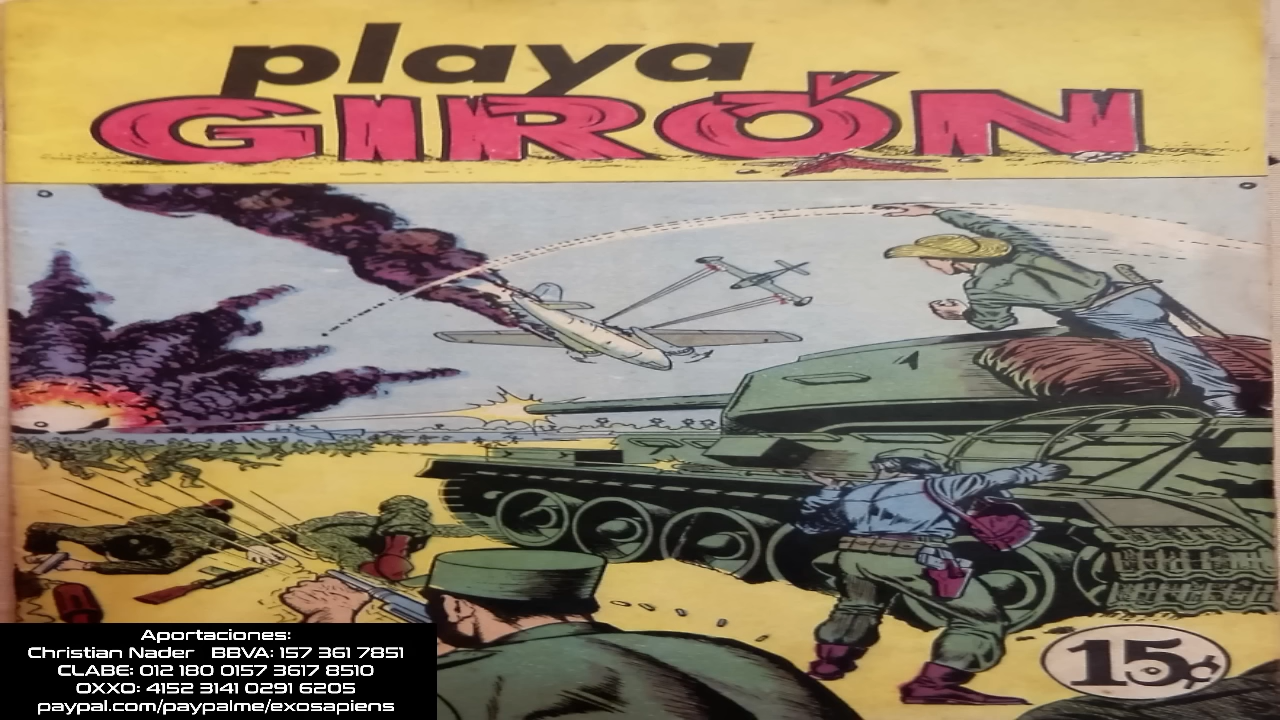 playa
GIRÓN
15¢
Aportaciones:
Christian Nader BBVA: 157 361 7851
CLABE: 012 180 0157 3617 8510
OXXO: 4152 3141 0291 6205
paypal.com/paypalme/exosapiens